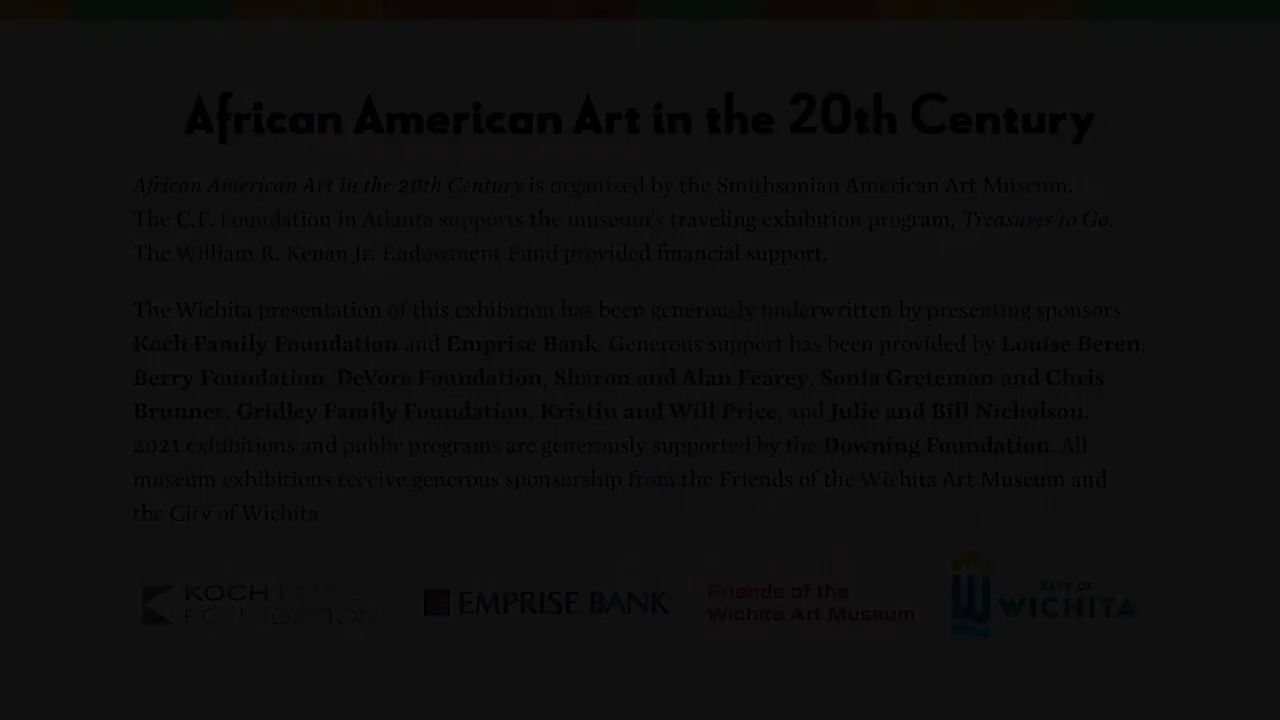 African American Art in the 20th Century
African American Art in the 20th Century is organized by the Smithsonian American Art Museum.
The C.F. Foundation in Atlanta supports the museum's traveling exhibition program, Treasures to Go.
The William R. Kenan Jr. Endowment Fund provided financial support.
The Wichita presentation of this exhibition has been generously underwritten by presenting sponsors
Koch Family Foundation and Emprise Bank. Generous support has been provided by Louise Beren,
Berry Foundation, DeVore Foundation, Sharon and Alan Fearey, Sonia Greteman and Chris
Brunner, Gridley Family Foundation, Kristin and Will Price, and Julie and Bill Nicholson.
2021 exhibitions and public programs are generously supported by the Downing Foundation. All
museum exhibitions receive generous sponsorship from the Friends of the Wichita Art Museum and
the City of Wichita
KOCH FAMILY
FOUNDATION
EMPRISE BANK
Friends of the
Wichita Art Museum
CITY OF
WICHITA